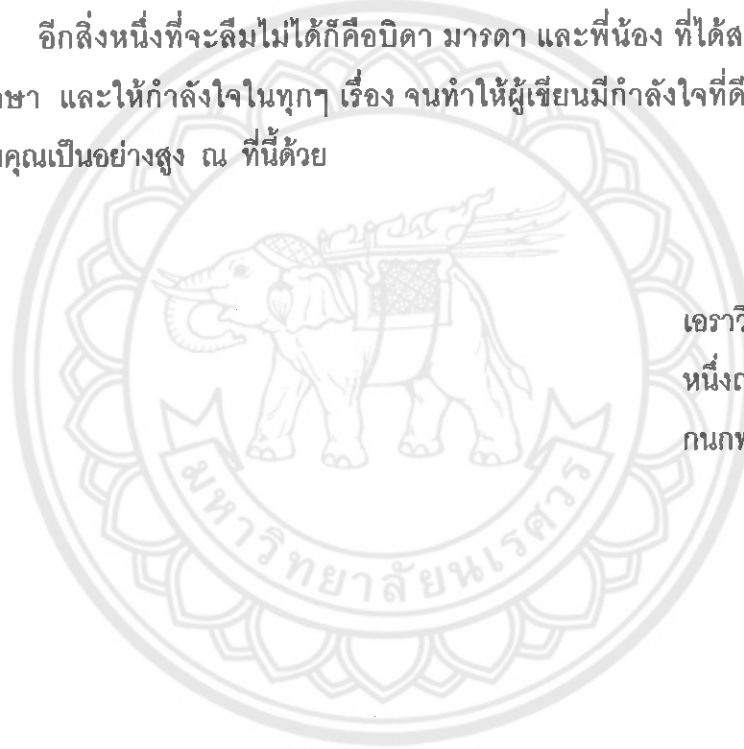 อีกสิ่งหนึ่งที่จะลืมไม่ได้ก็คือบิดา มารดา และพี่น้อง ที่ได้ส
และให้กำลังใจในทุกๆ เรื่อง จนทำให้ผู้เขียนมีกำลังใจที่ดี
คุณเป็นอย่างสูง ณ ที่นี้ด้วย
เอราวั
หนึ่งถ
กนกพ
มหาวิทยาลัยนเรศวร